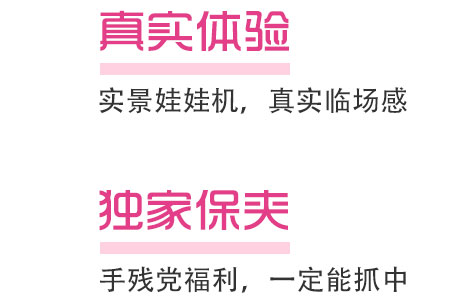 真实体验
实景娃娃机，真实临场感
独家保夹
手残党福利，一定能抓中